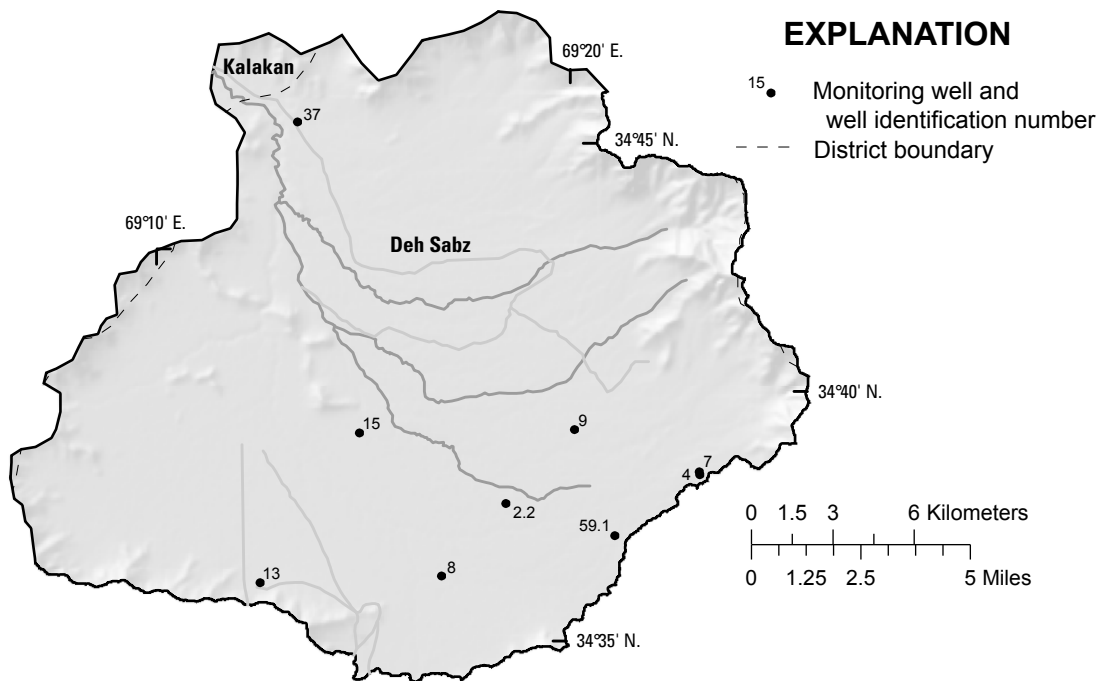 EXPLANATION
15
Monitoring well and
well identification number
District boundary
69°20' E.
Kalakan
37
34°45' N.
69°10' E.
Deh Sabz
34°40' N.
15
9
7
4
2.2
59.1
8
13
34°35' N.
0 1.5 3 6 Kilometers
0 1.25 2.5 5 Miles